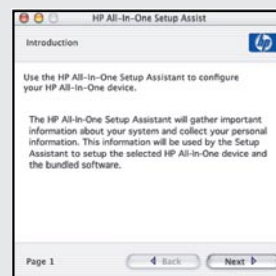 HP All-In-One Setup Assist
Introduction
hp
Use the HP All-In-One Setup Assistant to configure
your HP All-In-One device.
The HP All-In-One Setup Assistant will gather important
information about your system and collect your personal
information. This information will be used by the Setup
Assistant to setup the selected HP All-In-One device and
the bundled software.
Page 1
Back
Next